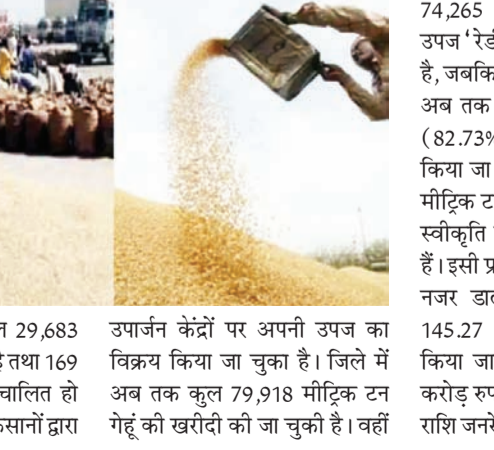 29,683
तथा 169
चालित हो
द्वारा
उपार्जन केंद्रों पर अपनी उपज का
विक्रय किया जा चुका है। जिले में
अब तक कुल 79,918 मीट्रिक टन
गेहूं की खरीदी की जा चुकी है। वहीं
74,265
उपज ‘रेडी
है, जबकि
अब तक
(82.73%
किया जा
मीट्रिक
स्वीकृति
हैं। इसी
नजर
145.27
किया जा
करोड़
राशि